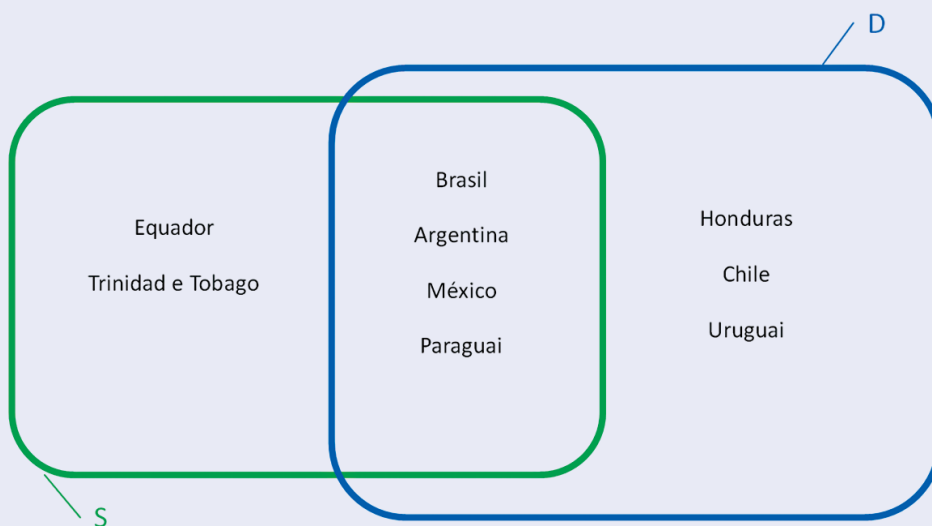 D
Brasil
Argentina
México
Paraguai
Equador
Trinidad e Tobago
Honduras
Chile
Uruguai
S